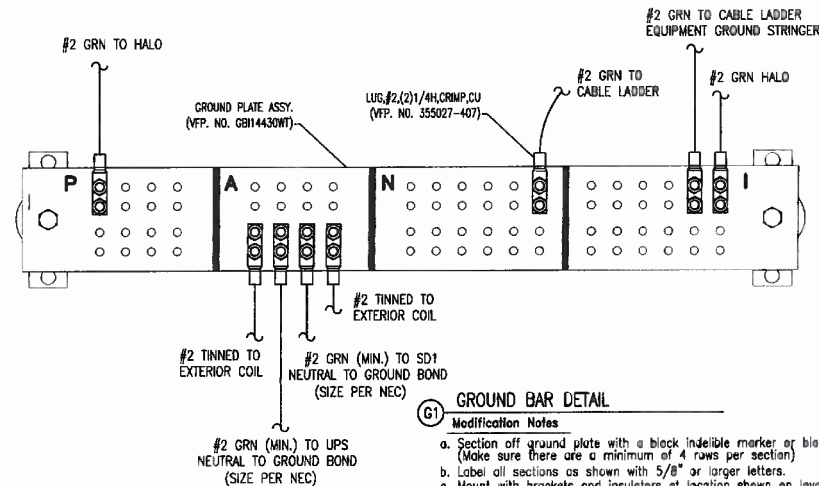 #2 GRN TO CABLE LADDER
EQUIPMENT GROUND STRINGER
#2 GRN TO HALO
#2 GRN TO
CABLE LADDER
#2 GRN HALO
GROUND PLATE ASSY.
(VFP. NO. GB14430WT)
LUG,#2,(2)1/4H,CRIMP,CU
(VFP. NO. 355027-407)
P
A
N
I
#2 TINNED TO
EXTERIOR COIL
#2 TINNED TO
EXTERIOR COIL
#2 GRN (MIN.) TO SD1
NEUTRAL TO GROUND BOND
(SIZE PER NEC)
#2 GRN (MIN.) TO UPS
NEUTRAL TO GROUND BOND
(SIZE PER NEC)
G1
GROUND BAR DETAIL
Modification Notes
a. Section off ground plate with a black indelible marker or
(Make sure there are a minimum of 4 rows per section)
b. Label all sections as shown with 5/8" or larger letters.
c. Mount with brackets and insulators at location shown on